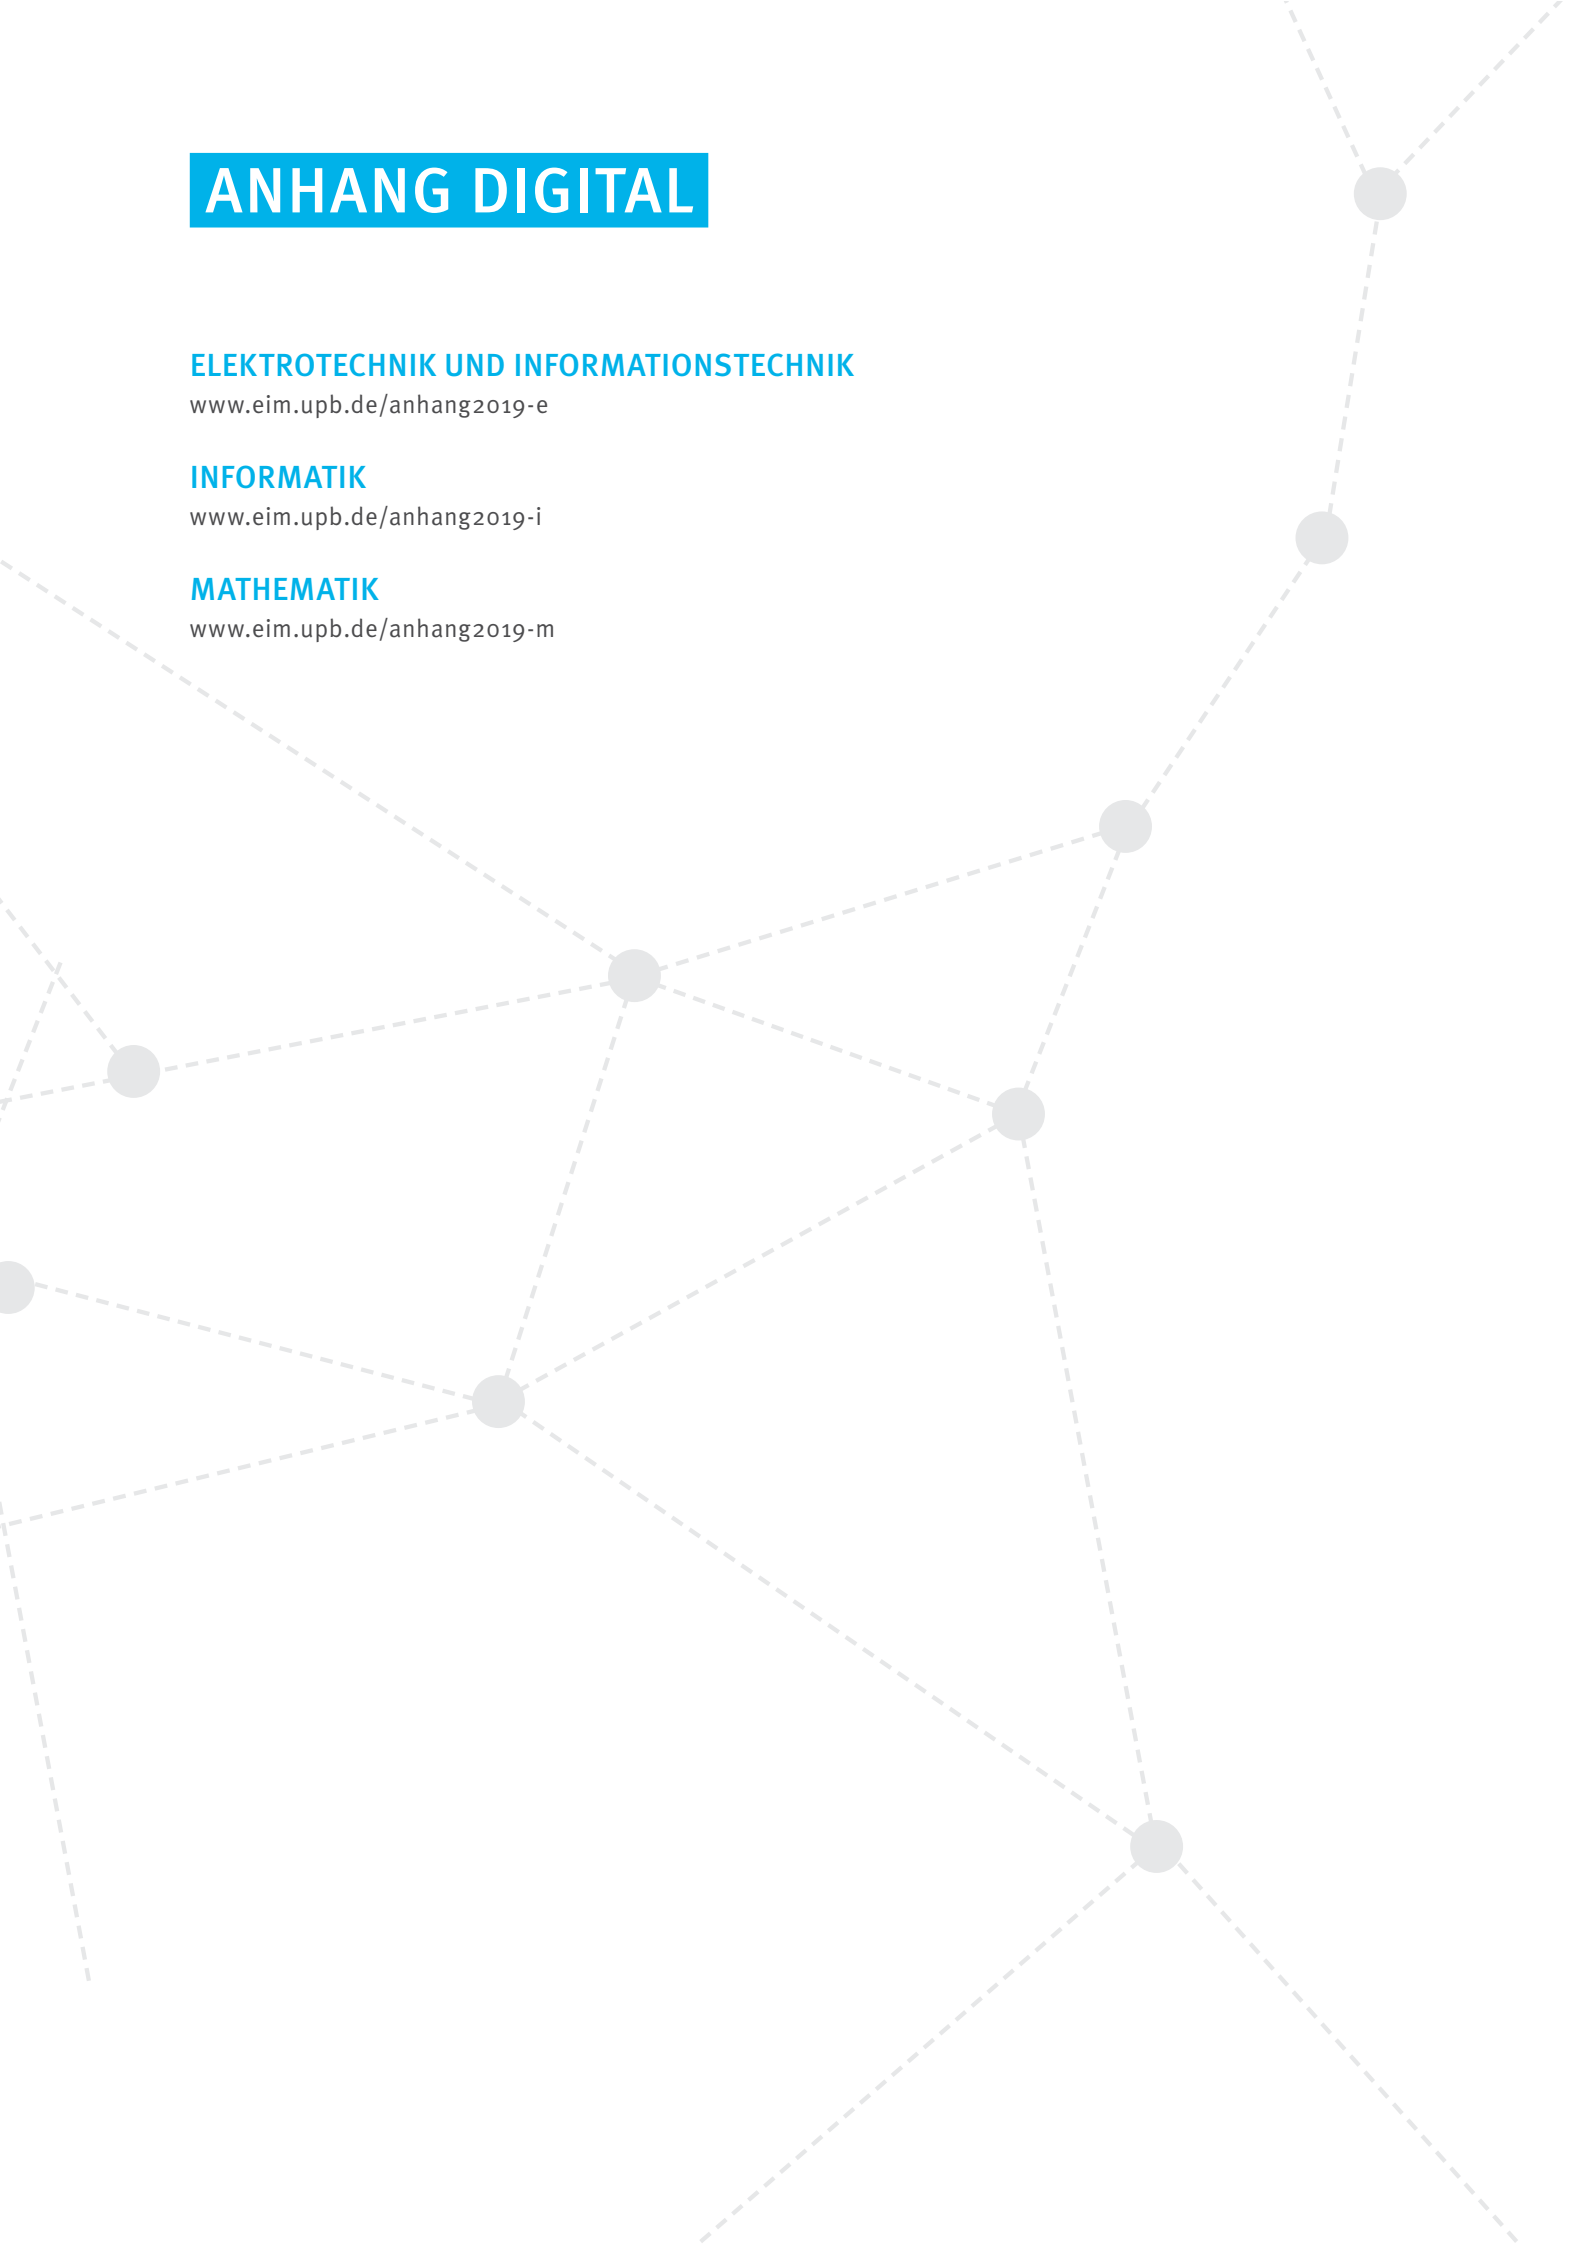 ANHANG DIGITAL
ELEKTROTECHNIK UND INFORMATIONSTECHNIK
www.eim.upb.de/anhang2019-e
INFORMATIK
www.eim.upb.de/anhang2019-i
MATHEMATIK
www.eim.upb.de/anhang2019-m